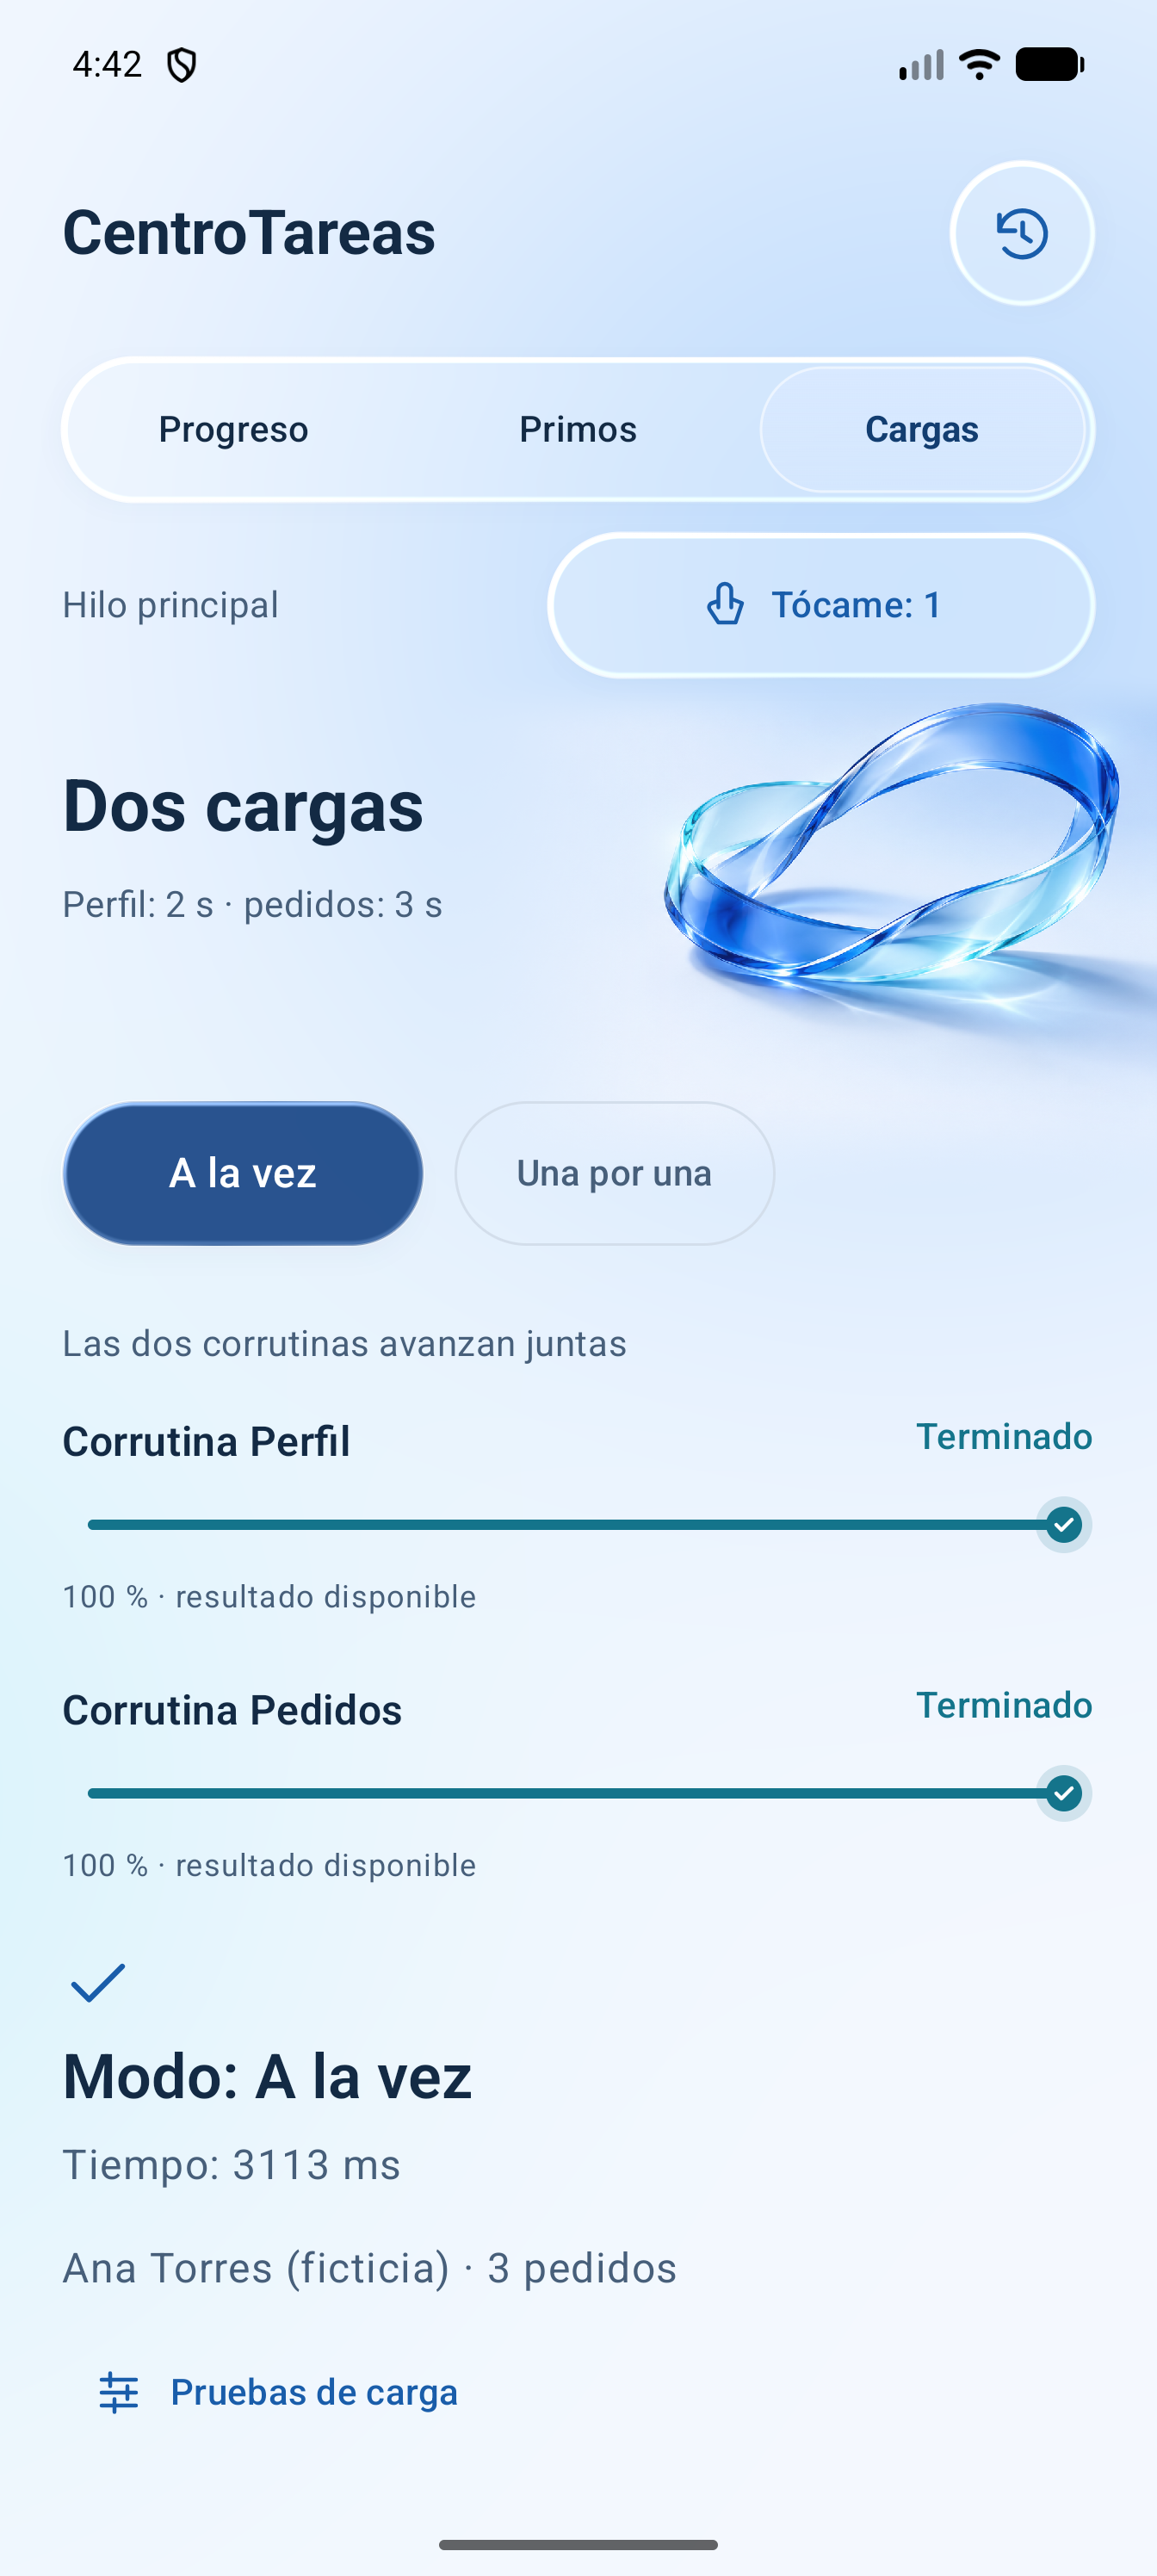 4:42
CentroTareas
Progreso Primos Cargas
Hilo principal Tócame: 1
Dos cargas
Perfil: 2 s · pedidos: 3 s
A la vez Una por una
Las dos corrutinas avanzan juntas
Corrutina Perfil Terminado
100 % · resultado disponible
Corrutina Pedidos Terminado
100 % · resultado disponible
Modo: A la vez
Tiempo: 3113 ms
Ana Torres (ficticia) · 3 pedidos
Pruebas de carga